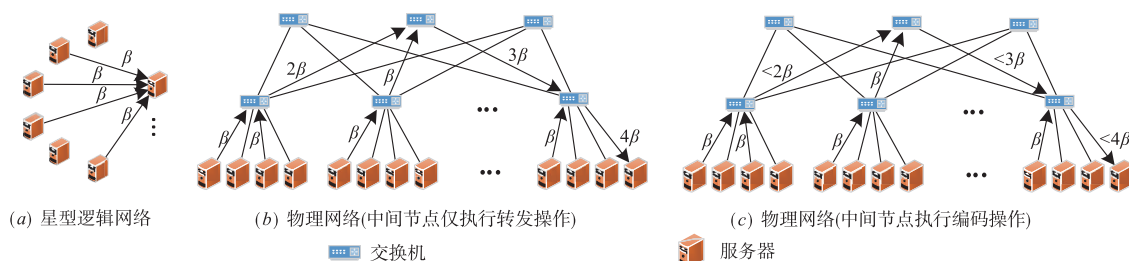 β
β
β
β
(a) 星型逻辑网络
2β
β
3β
β
β
β
β
4β
(b) 物理网络(中间节点仅执行转发操作)
<2β
β
<3β
β
β
β
β
<4β
(c) 物理网络(中间节点执行编码操作)
交换机
服务器